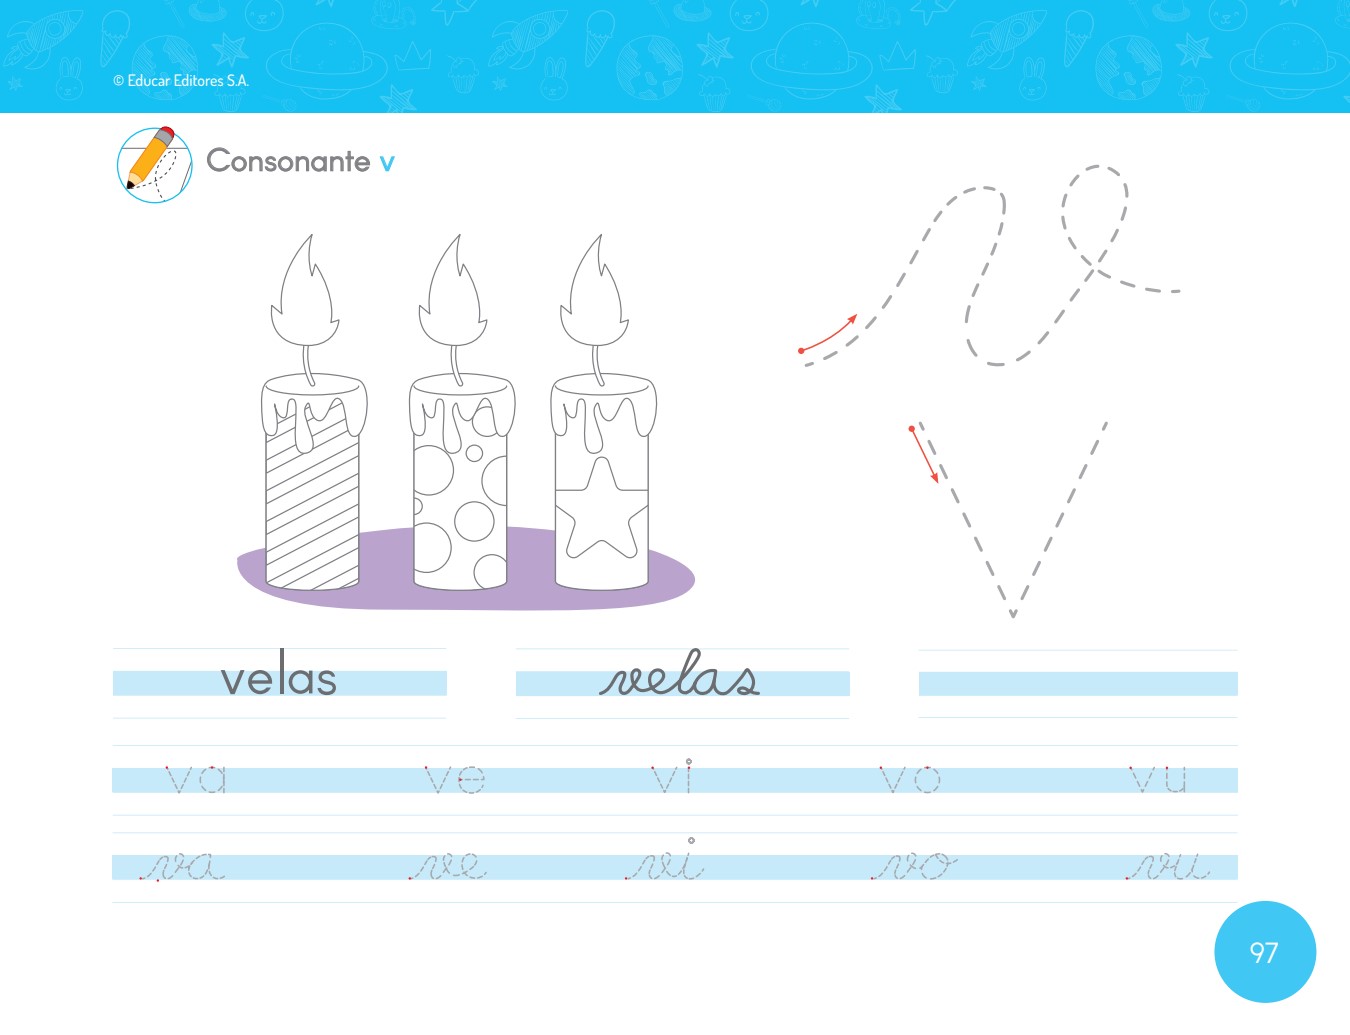 © Educar Editores S.A.
Consonante v
v
v
velas velas
va ve vi vo vu
va ve vi vo vu
97